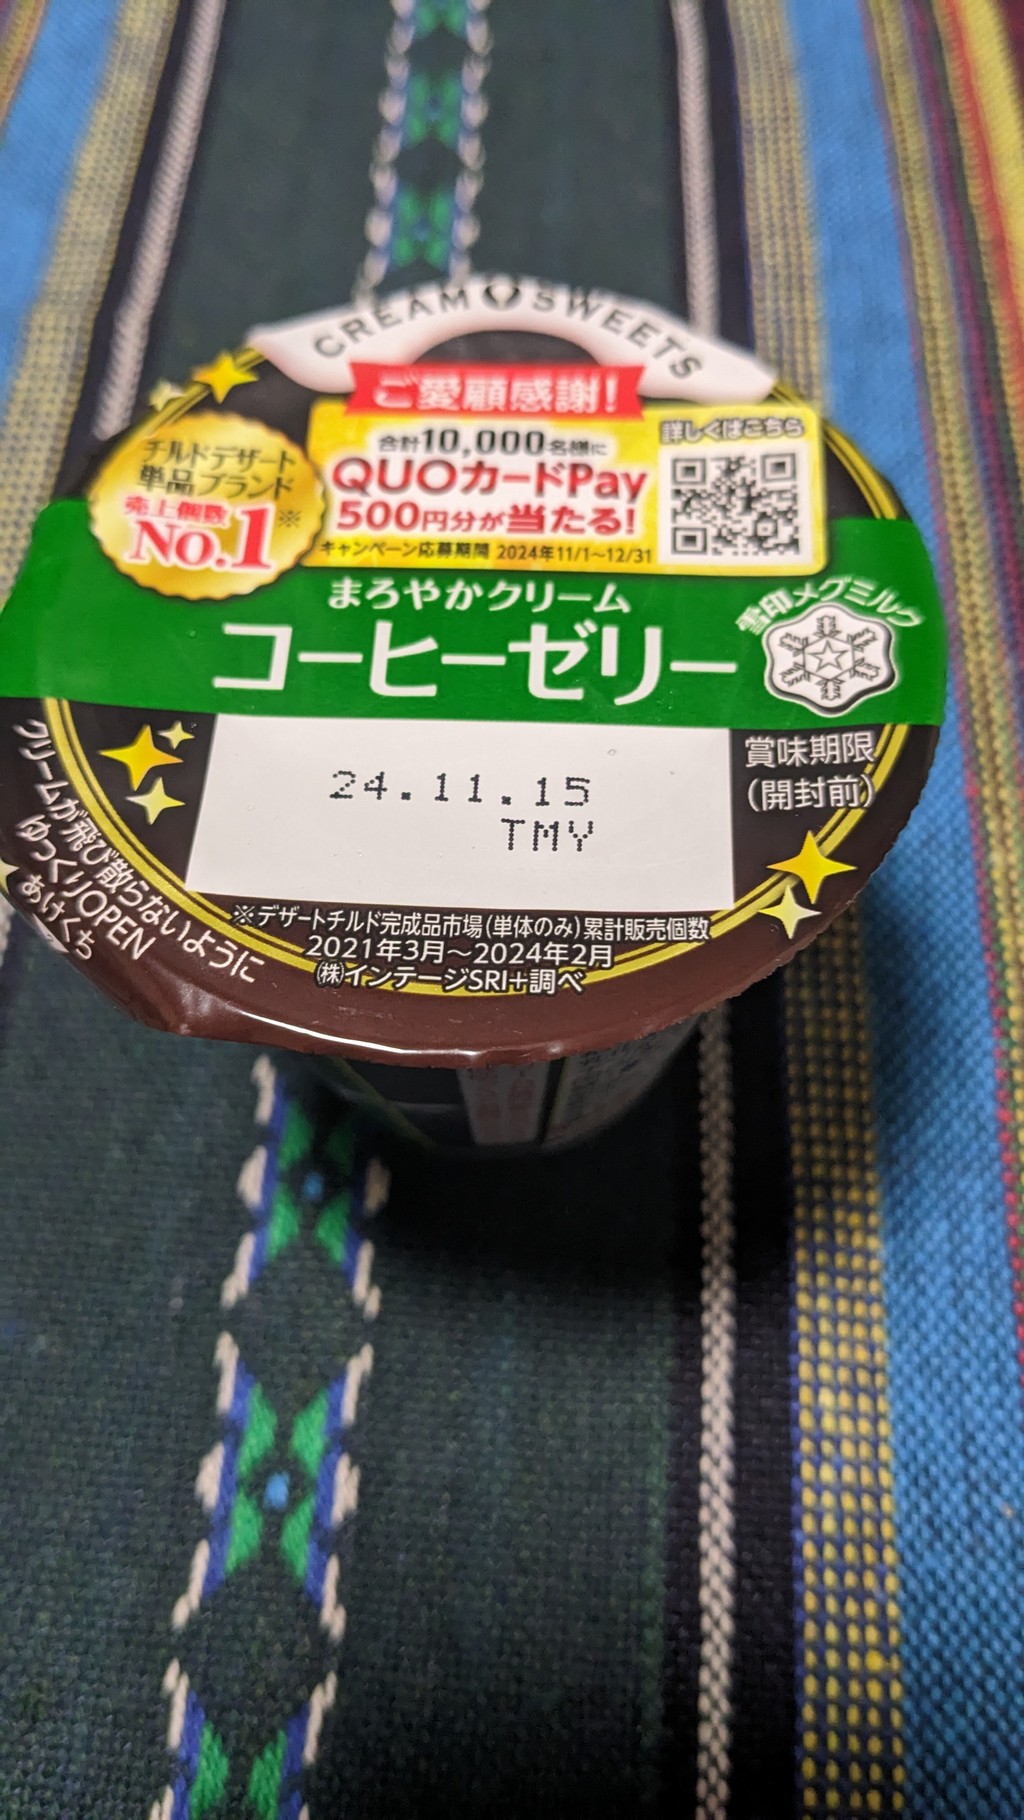 CREAM SWEETS
ご愛顧感謝！
合計10,000名様に
QUOカードPay
500円分が当たる！
キャンペーン応募期間 2024年11/1～12/31
詳しくはこちら
チルドデザート
単品ブランド
売上個数※
No.1
まろやかクリーム
コーヒーゼリー
雪印メグミルク
24.11.15
TMY
賞味期限
（開封前）
クリームが飛び散らないように
ゆっくりOPEN
あけくち
※デザートチルド完成品市場（単体のみ）累計販売個数
2021年3月～2024年2月
㈱インテージSRI+調べ